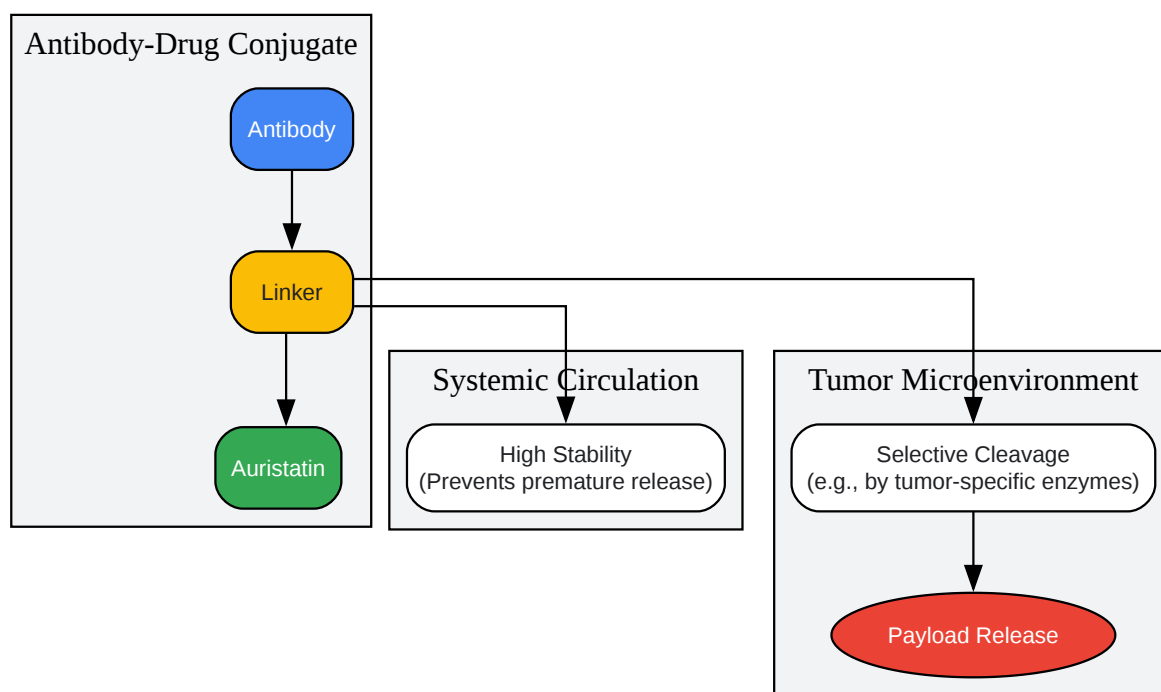 Antibody-Drug Conjugate
Antibody
Linker
Auristatin
Systemic Circulation
High Stability
(Prevents premature release)
Tumor Microenvironment
Selective Cleavage
(e.g., by tumor-specific enzymes)
Payload Release